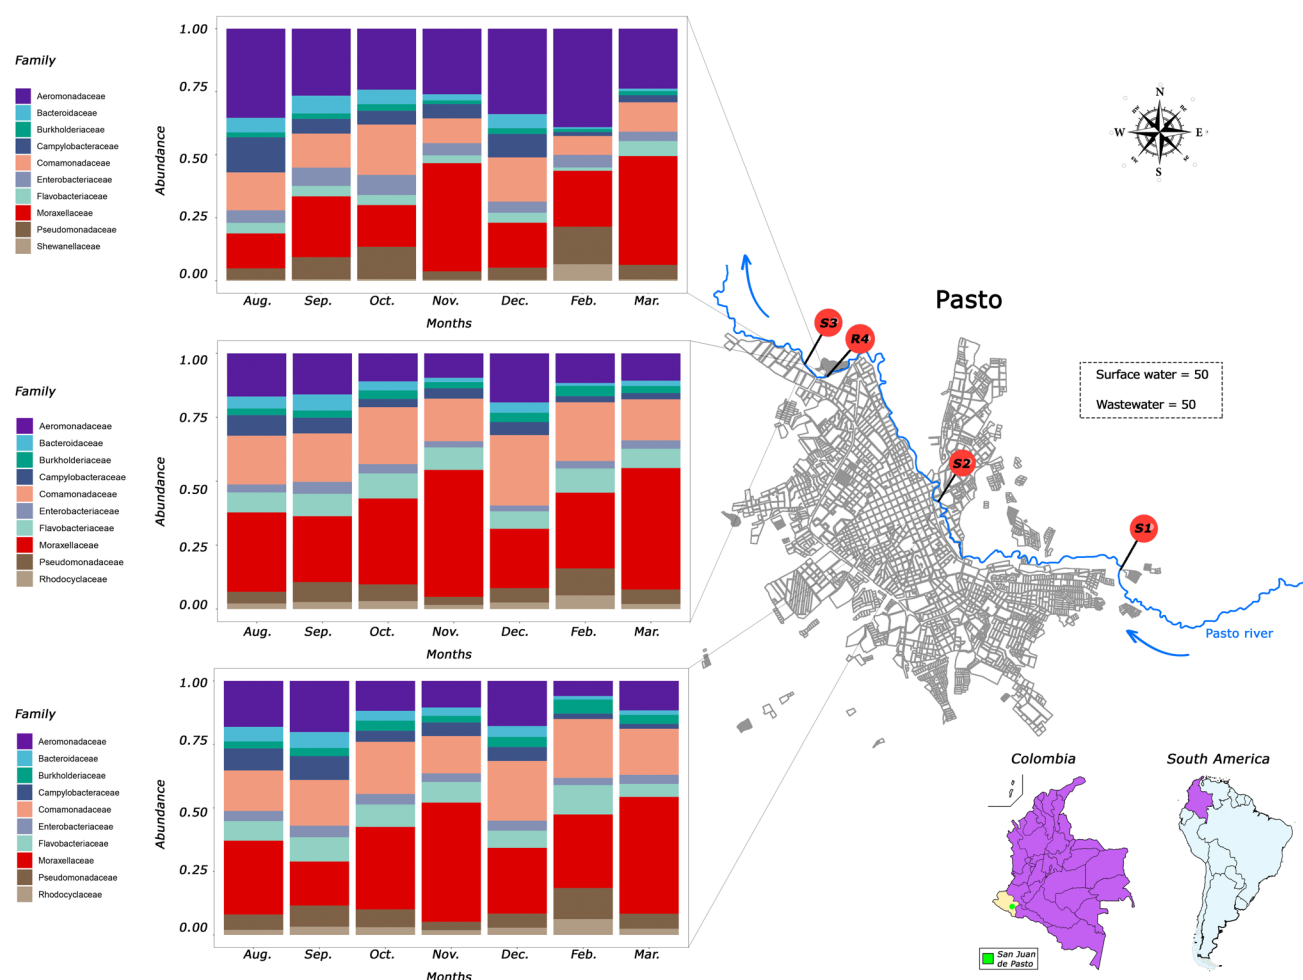 Family
Aeromonadaceae
Bacteroidaceae
Burkholderiaceae
Campylobacteraceae
Comamonadaceae
Enterobacteriaceae
Flavobacteriaceae
Moraxellaceae
Pseudomonadaceae
Shewanellaceae
Abundance
1.00
0.75
0.50
0.25
0.00
Aug. Sep. Oct. Nov. Dec. Feb. Mar.
Months
Family
Aeromonadaceae
Bacteroidaceae
Burkholderiaceae
Campylobacteraceae
Comamonadaceae
Enterobacteriaceae
Flavobacteriaceae
Moraxellaceae
Pseudomonadaceae
Rhodocyclaceae
Abundance
1.00
0.75
0.50
0.25
0.00
Aug. Sep. Oct. Nov. Dec. Feb. Mar.
Months
Family
Aeromonadaceae
Bacteroidaceae
Burkholderiaceae
Campylobacteraceae
Comamonadaceae
Enterobacteriaceae
Flavobacteriaceae
Moraxellaceae
Pseudomonadaceae
Rhodocyclaceae
Abundance
1.00
0.75
0.50
0.25
0.00
Aug. Sep. Oct. Nov. Dec. Feb. Mar.
Months
N
nw ne
W E
sw se
S
Pasto
S3
R4
S2
S1
Surface water = 50
Wastewater = 50
Pasto river
Colombia
San Juan
de Pasto
South America